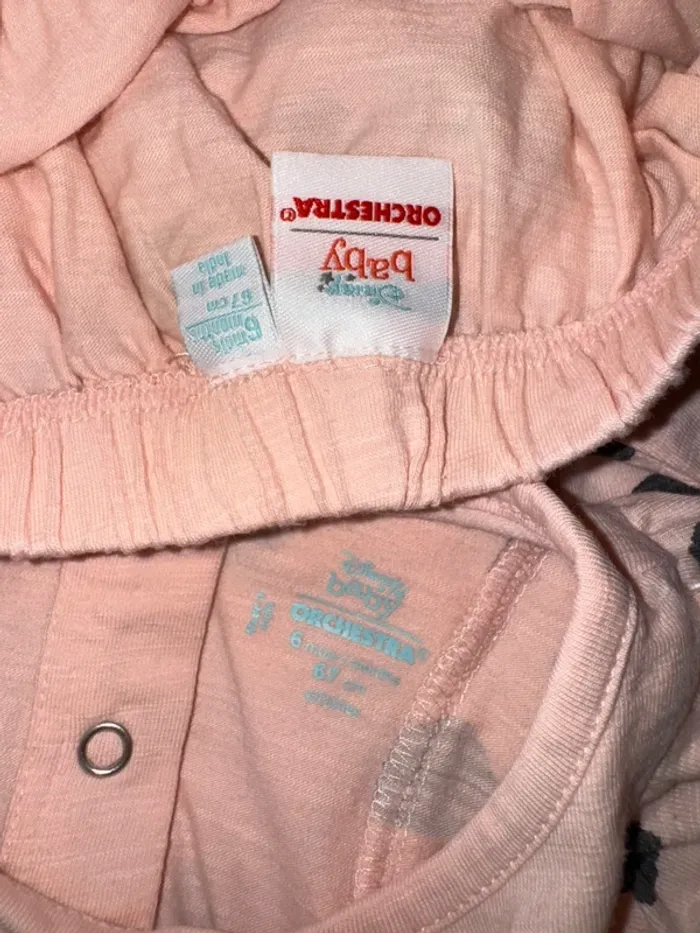 ORCHESTRA®
baby
Disney
made in
India
67 cm
6 mois
months
Disney
baby
ORCHESTRA®
6 mois / months
67 cm